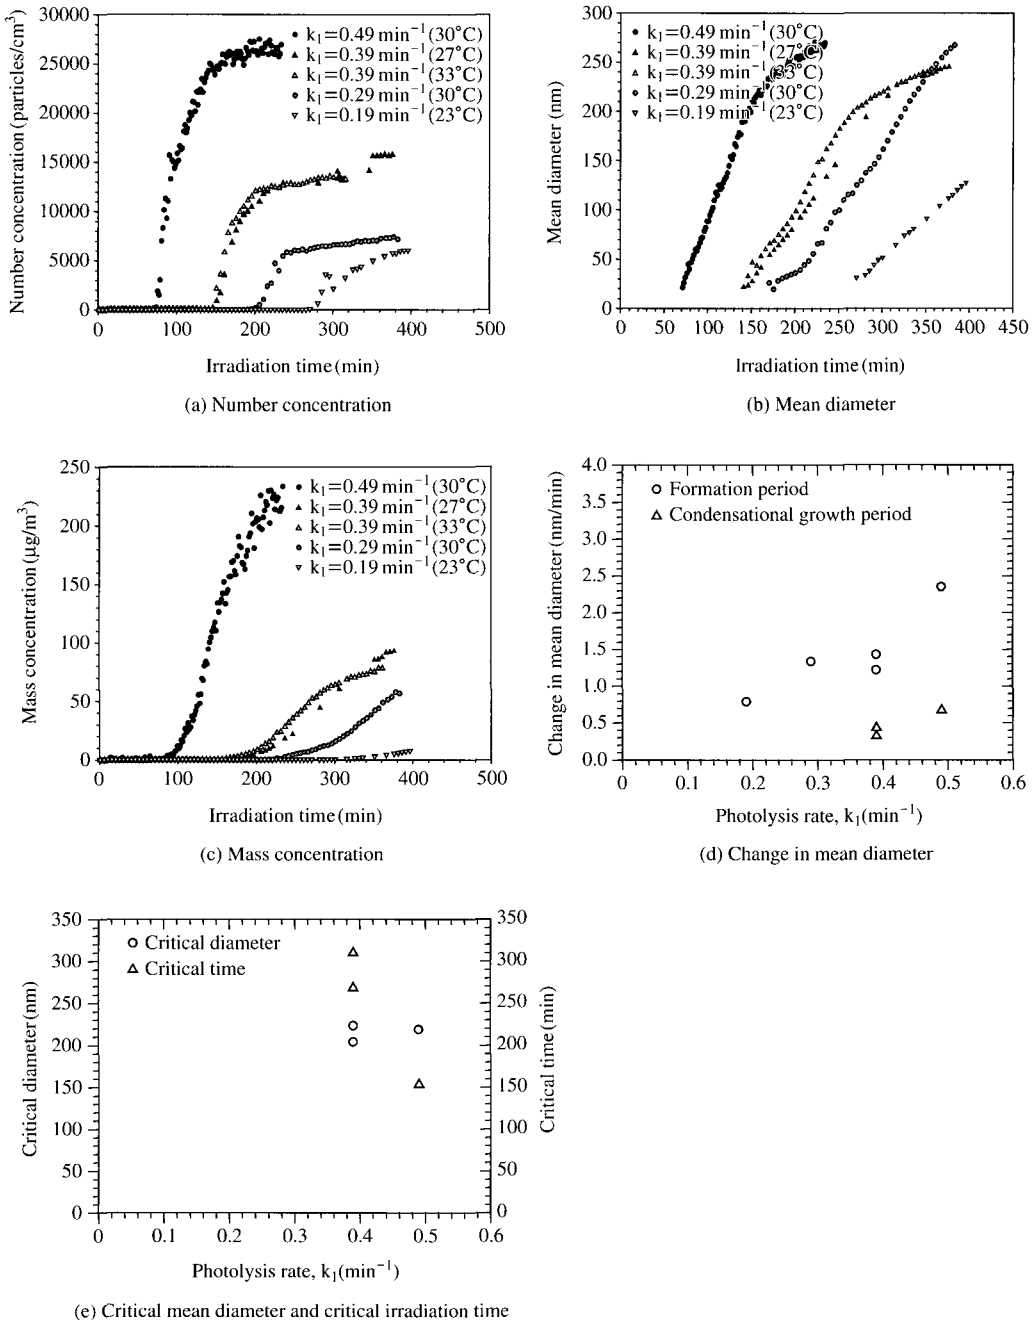 Number concentration (particles/cm³)
30000
25000
20000
15000
10000
5000
0
k₁=0.49 min⁻¹ (30°C)
k₁=0.39 min⁻¹ (27°C)
k₁=0.39 min⁻¹ (33°C)
k₁=0.29 min⁻¹ (30°C)
k₁=0.19 min⁻¹ (23°C)
0 100 200 300 400 500
Irradiation time (min)
(a) Number concentration
Mean diameter (nm)
300
250
200
150
100
50
0
k₁=0.49 min⁻¹ (30°C)
k₁=0.39 min⁻¹ (27°C)
k₁=0.39 min⁻¹ (33°C)
k₁=0.29 min⁻¹ (30°C)
k₁=0.19 min⁻¹ (23°C)
0 50 100 150 200 250 300 350 400 450
Irradiation time (min)
(b) Mean diameter
Mass concentration (μg/m³)
250
200
150
100
50
0
k₁=0.49 min⁻¹ (30°C)
k₁=0.39 min⁻¹ (27°C)
k₁=0.39 min⁻¹ (33°C)
k₁=0.29 min⁻¹ (30°C)
k₁=0.19 min⁻¹ (23°C)
0 100 200 300 400 500
Irradiation time (min)
(c) Mass concentration
Change in mean diameter (nm/min)
4.0
3.5
3.0
2.5
2.0
1.5
1.0
0.5
0.0
Formation period
Condensational growth period
0 0.1 0.2 0.3 0.4 0.5 0.6
Photolysis rate, k₁(min⁻¹)
(d) Change in mean diameter
Critical diameter (nm)
350
300
250
200
150
100
50
0
Critical diameter
Critical time
350
300
250
200
150
100
50
0
Critical time (min)
0 0.1 0.2 0.3 0.4 0.5 0.6
Photolysis rate, k₁(min⁻¹)
(e) Critical mean diameter and critical irradiation time